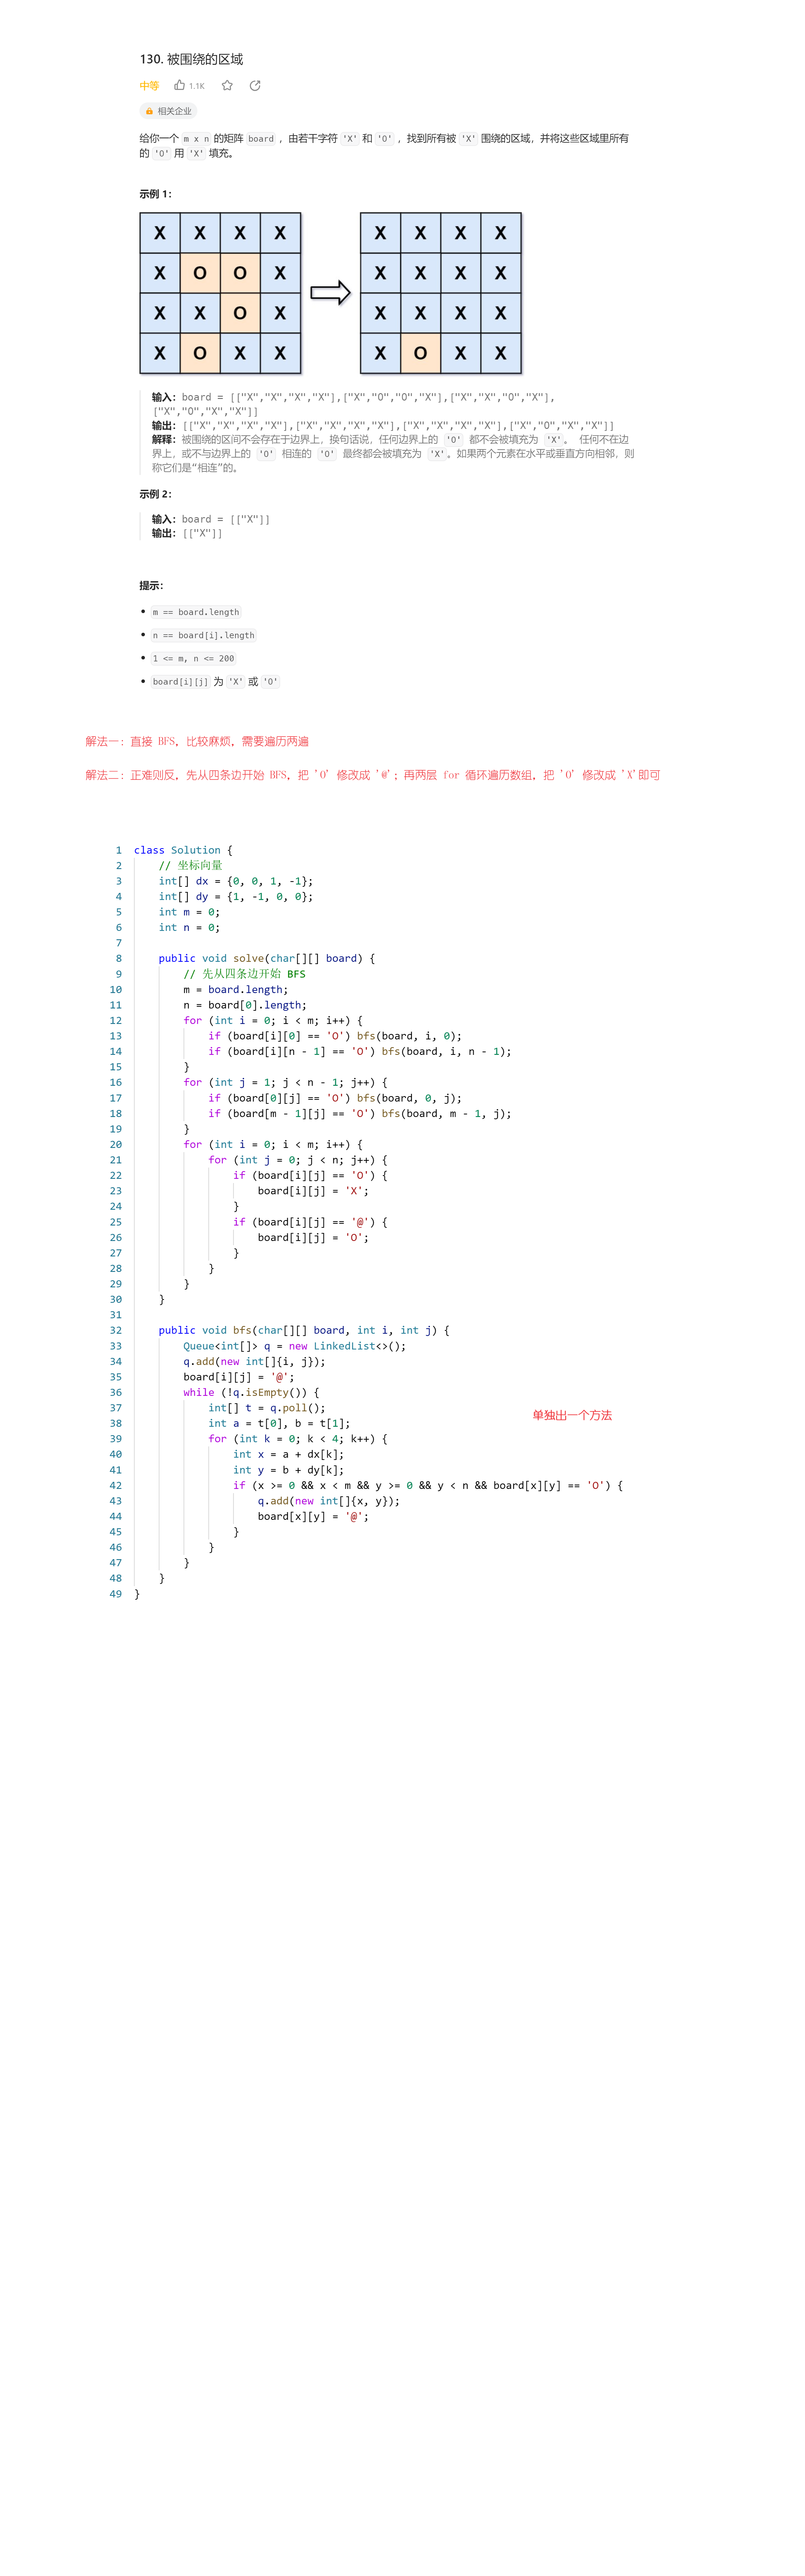 130. 被围绕的区域
中等 1.1K
相关企业
给你一个 m x n 的矩阵 board ，由若干字符 'X' 和 'O' ，找到所有被 'X' 围绕的区域，并将这些区域里所有
的 'O' 用 'X' 填充。
示例 1：
X X X X X X X X
X O O X X X X X
X X O X X X X X
X O X X X O X X
输入：board = [["X","X","X","X"],["X","O","O","X"],["X","X","O","X"],
["X","O","X","X"]]
输出：[["X","X","X","X"],["X","X","X","X"],["X","X","X","X"],["X","O","X","X"]]
解释：被围绕的区间不会存在于边界上，换句话说，任何边界上的 'O' 都不会被填充为 'X'。 任何不在边
界上，或不与边界上的 'O' 相连的 'O' 最终都会被填充为 'X'。如果两个元素在水平或垂直方向相邻，则
称它们是“相连”的。
示例 2：
输入：board = [["X"]]
输出：[["X"]]
提示：
• m == board.length
• n == board[i].length
• 1 <= m, n <= 200
• board[i][j] 为 'X' 或 'O'
解法一：直接 BFS，比较麻烦，需要遍历两遍
解法二：正难则反，先从四条边开始 BFS，把 'O' 修改成 '@'；再两层 for 循环遍历数组，把 'O' 修改成 'X'即可
1 class Solution {
2 // 坐标向量
3 int[] dx = {0, 0, 1, -1};
4 int[] dy = {1, -1, 0, 0};
5 int m = 0;
6 int n = 0;
7
8 public void solve(char[][] board) {
9 // 先从四条边开始 BFS
10 m = board.length;
11 n = board[0].length;
12 for (int i = 0; i < m; i++) {
13 if (board[i][0] == 'O') bfs(board, i, 0);
14 if (board[i][n - 1] == 'O') bfs(board, i, n - 1);
15 }
16 for (int j = 1; j < n - 1; j++) {
17 if (board[0][j] == 'O') bfs(board, 0, j);
18 if (board[m - 1][j] == 'O') bfs(board, m - 1, j);
19 }
20 for (int i = 0; i < m; i++) {
21 for (int j = 0; j < n; j++) {
22 if (board[i][j] == 'O') {
23 board[i][j] = 'X';
24 }
25 if (board[i][j] == '@') {
26 board[i][j] = 'O';
27 }
28 }
29 }
30 }
31
32 public void bfs(char[][] board, int i, int j) {
33 Queue<int[]> q = new LinkedList<>();
34 q.add(new int[]{i, j});
35 board[i][j] = '@';
36 while (!q.isEmpty()) {
37 int[] t = q.poll();
38 int a = t[0], b = t[1];
单独出一个方法
39 for (int k = 0; k < 4; k++) {
40 int x = a + dx[k];
41 int y = b + dy[k];
42 if (x >= 0 && x < m && y >= 0 && y < n && board[x][y] == 'O') {
43 q.add(new int[]{x, y});
44 board[x][y] = '@';
45 }
46 }
47 }
48 }
49 }